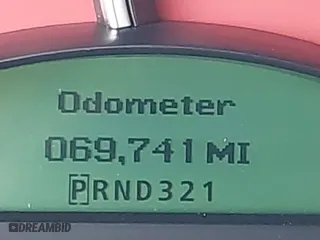 Odometer
069,741 MI
PRND321
DREAMBID